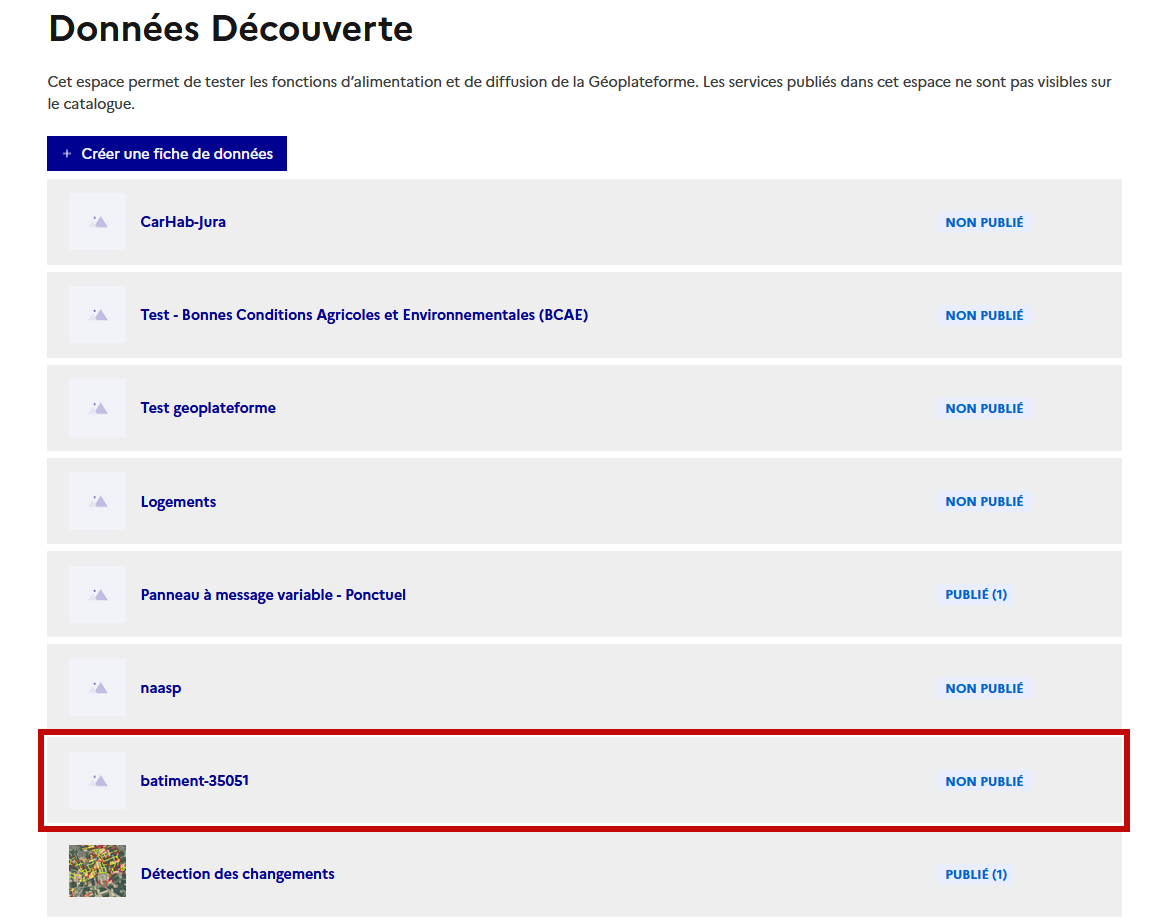 Données Découverte
Cet espace permet de tester les fonctions d’alimentation et de diffusion de la Géoplateforme. Les services publiés dans cet espace ne sont pas visibles sur
le catalogue.
+ Créer une fiche de données
CarHab-Jura NON PUBLIÉ
Test - Bonnes Conditions Agricoles et Environnementales (BCAE) NON PUBLIÉ
Test geoplateforme NON PUBLIÉ
Logements NON PUBLIÉ
Panneau à message variable - Ponctuel PUBLIÉ (1)
naasp NON PUBLIÉ
batiment-35051 NON PUBLIÉ
Détection des changements PUBLIÉ (1)